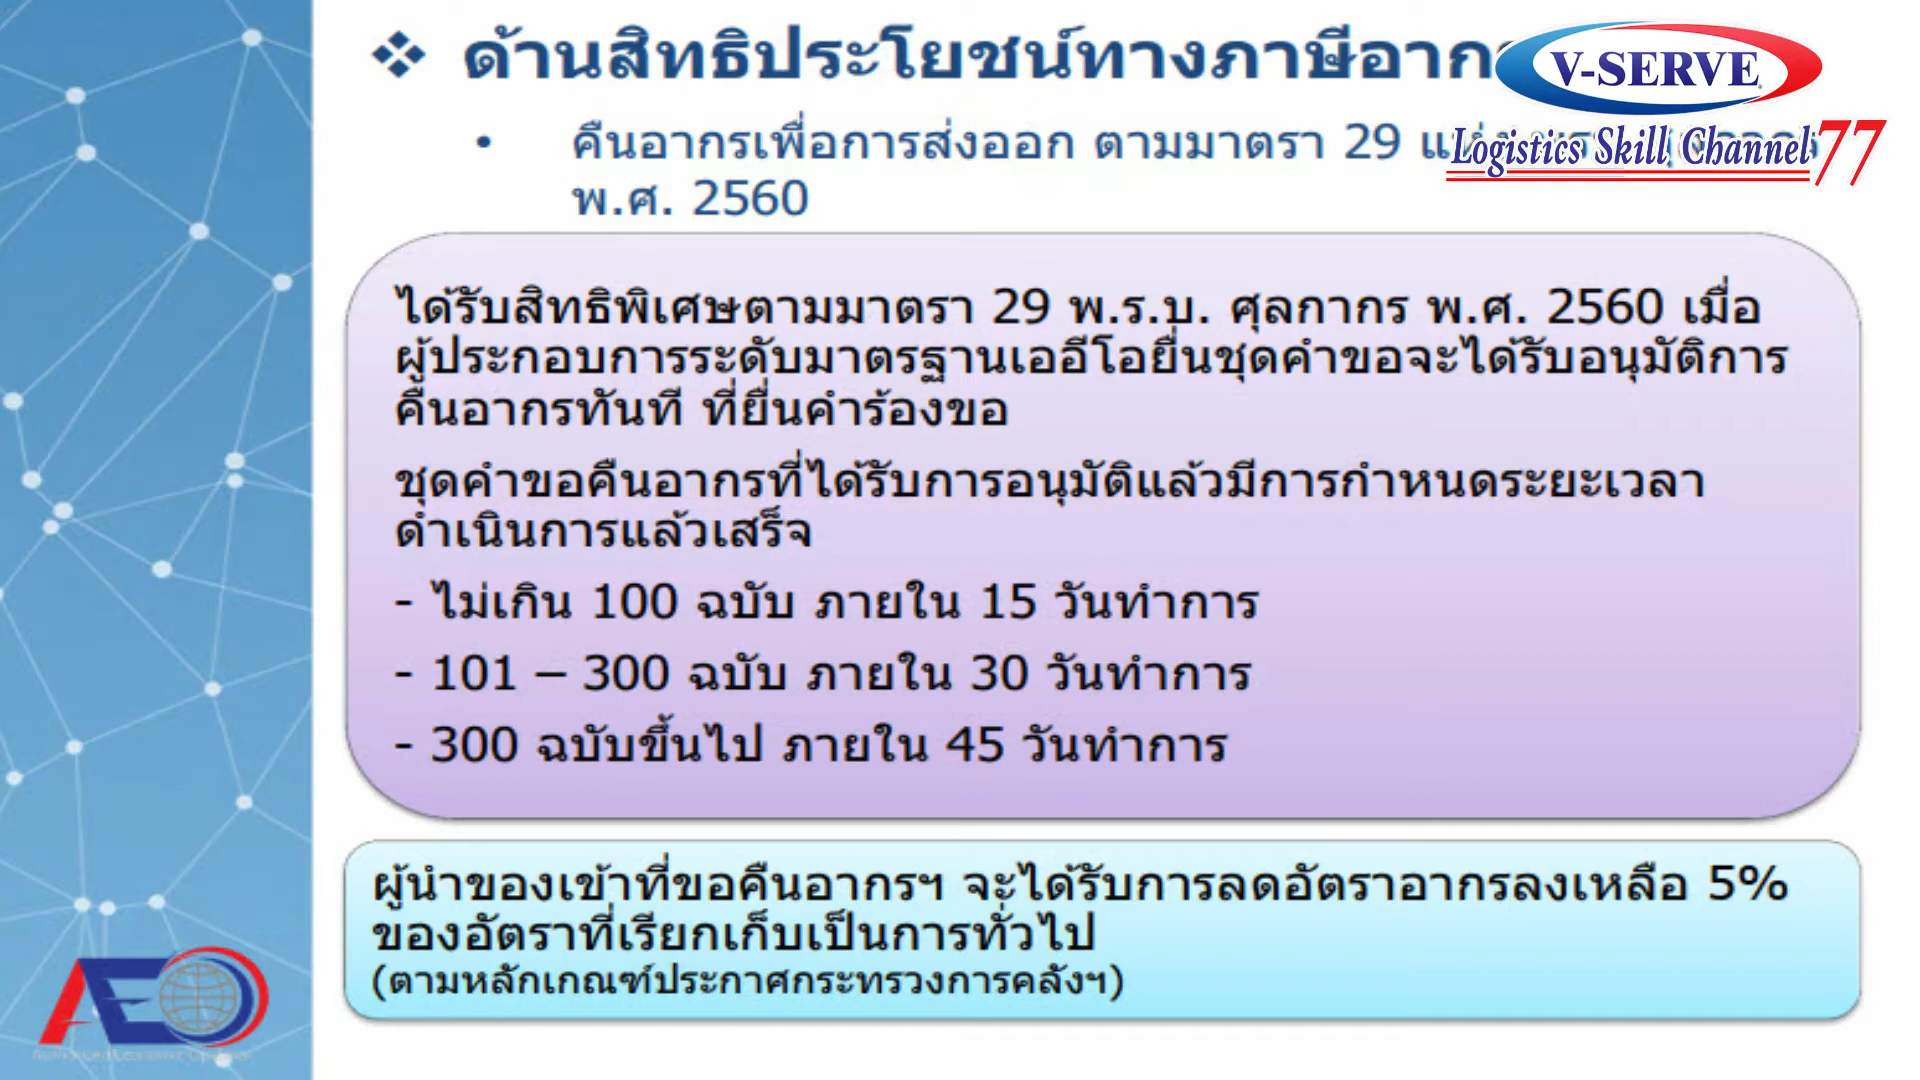 ❖ ด้านสิทธิประโยชน์ทางภาษีอาก
V-SERVE
• คืนอากรเพื่อการส่งออก ตามมาตรา 29
Logistics Skill Channel 77
พ.ศ. 2560
ได้รับสิทธิพิเศษตามมาตรา 29 พ.ร.บ. ศุลกากร พ.ศ. 2560 เมื่อ
ผู้ประกอบการระดับมาตรฐานเออีโอยื่นชุดคำขอจะได้รับอนุมัติการ
คืนอากรทันที ที่ยื่นคำร้องขอ
ชุดคำขอคืนอากรที่ได้รับการอนุมัติแล้วมีการกำหนดระยะเวลา
ดำเนินการแล้วเสร็จ
- ไม่เกิน 100 ฉบับ ภายใน 15 วันทำการ
- 101 – 300 ฉบับ ภายใน 30 วันทำการ
- 300 ฉบับขึ้นไป ภายใน 45 วันทำการ
ผู้นำของเข้าที่ขอคืนอากรฯ จะได้รับการลดอัตราอากรลงเหลือ 5%
ของอัตราที่เรียกเก็บเป็นการทั่วไป
(ตามหลักเกณฑ์ประกาศกระทรวงการคลังฯ)
AEO